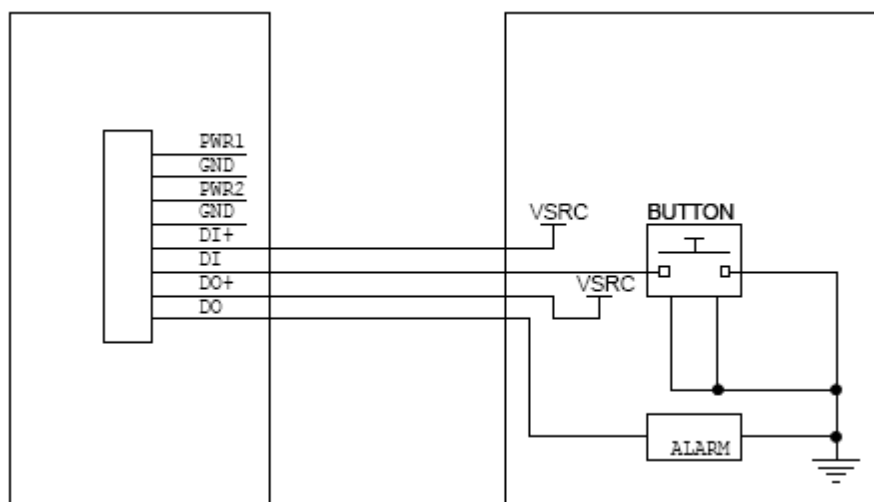 PWR1
GND
PWR2
GND
DI+
DI
DO+
DO
VSRC
BUTTON
VSRC
ALARM